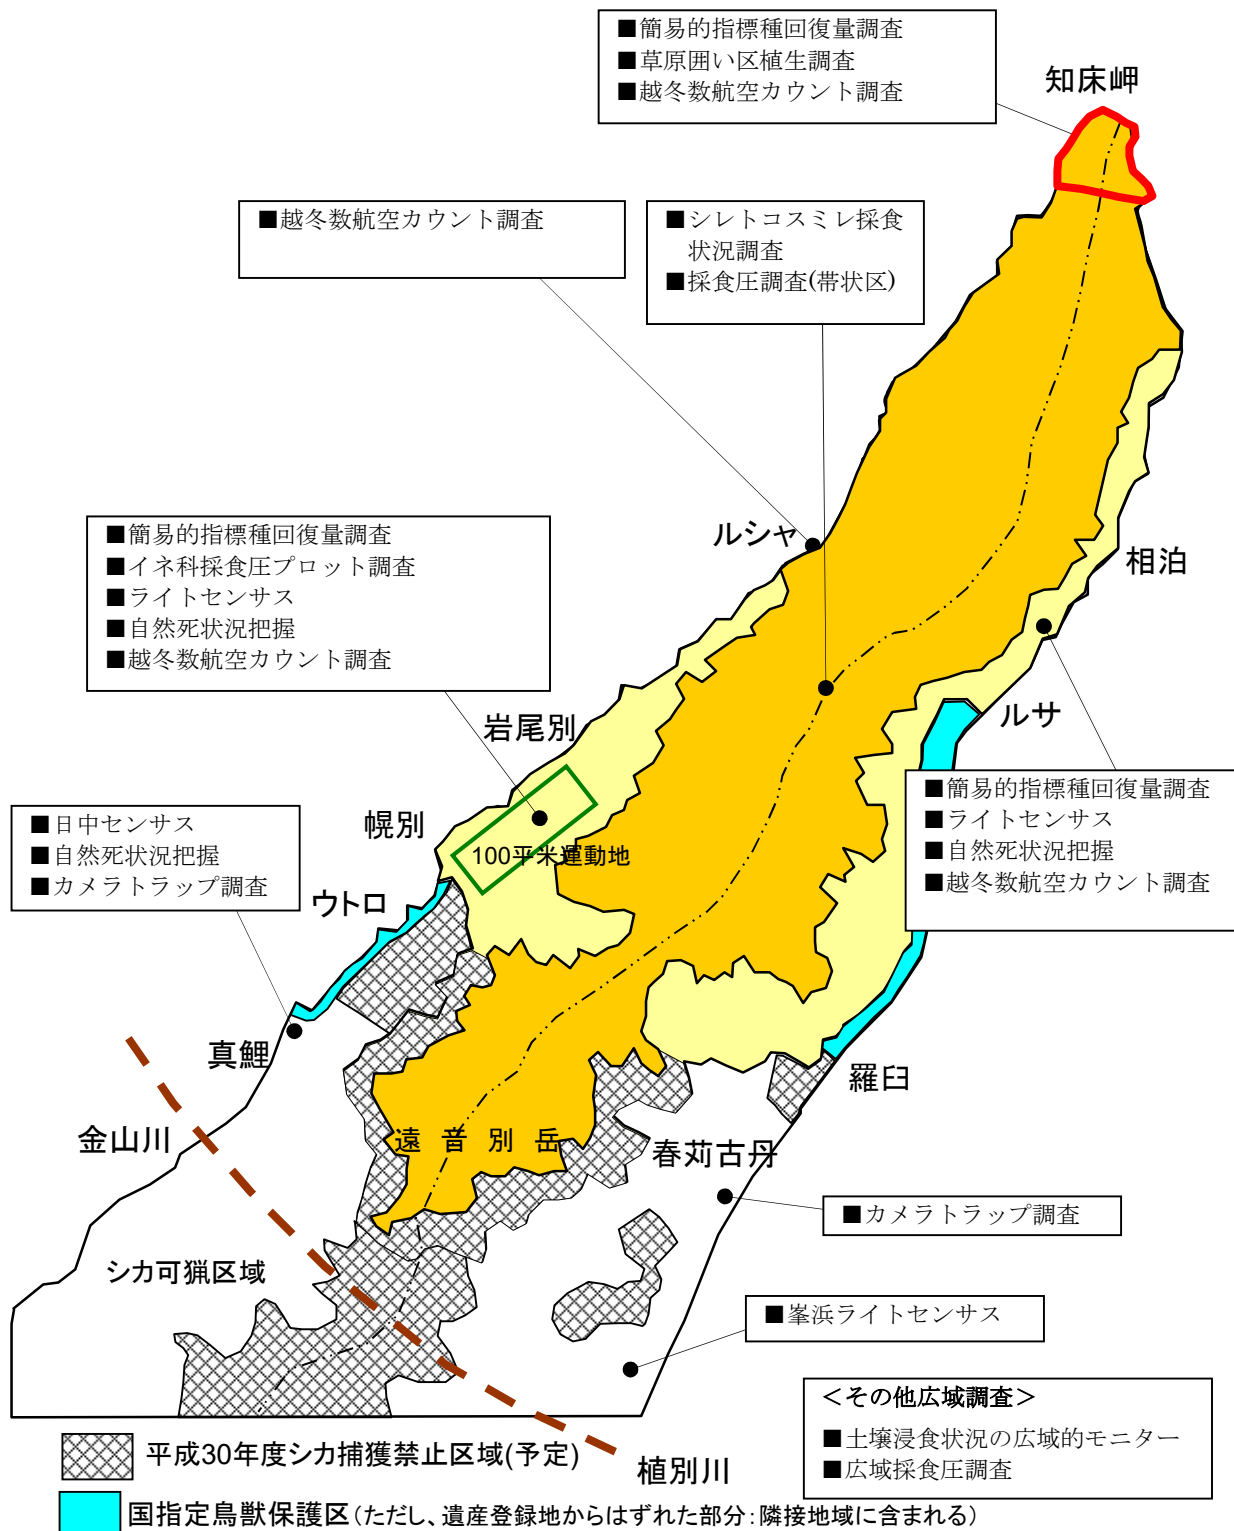 ■簡易的指標種回復量調査
■草原囲い区植生調査
■越冬数航空カウント調査
知床岬
■越冬数航空カウント調査
■シレトコスミレ採食
状況調査
■採食圧調査(帯状区)
■簡易的指標種回復量調査
■イネ科採食圧プロット調査
■ライトセンサス
■自然死状況把握
■越冬数航空カウント調査
ルシャ
相泊
岩尾別
ルサ
■簡易的指標種回復量調査
■ライトセンサス
■自然死状況把握
■越冬数航空カウント調査
■日中センサス
■自然死状況把握
■カメラトラップ調査
幌別
100平米運動地
ウトロ
真鯉
羅臼
金山川
遠音別岳
春苅古丹
■カメラトラップ調査
シカ可猟区域
■峯浜ライトセンサス
＜その他広域調査＞
■土壌浸食状況の広域的モニター
■広域採食圧調査
平成30年度シカ捕獲禁止区域(予定)
植別川
国指定鳥獣保護区(ただし、遺産登録地からはずれた部分：隣接地域に含まれる)